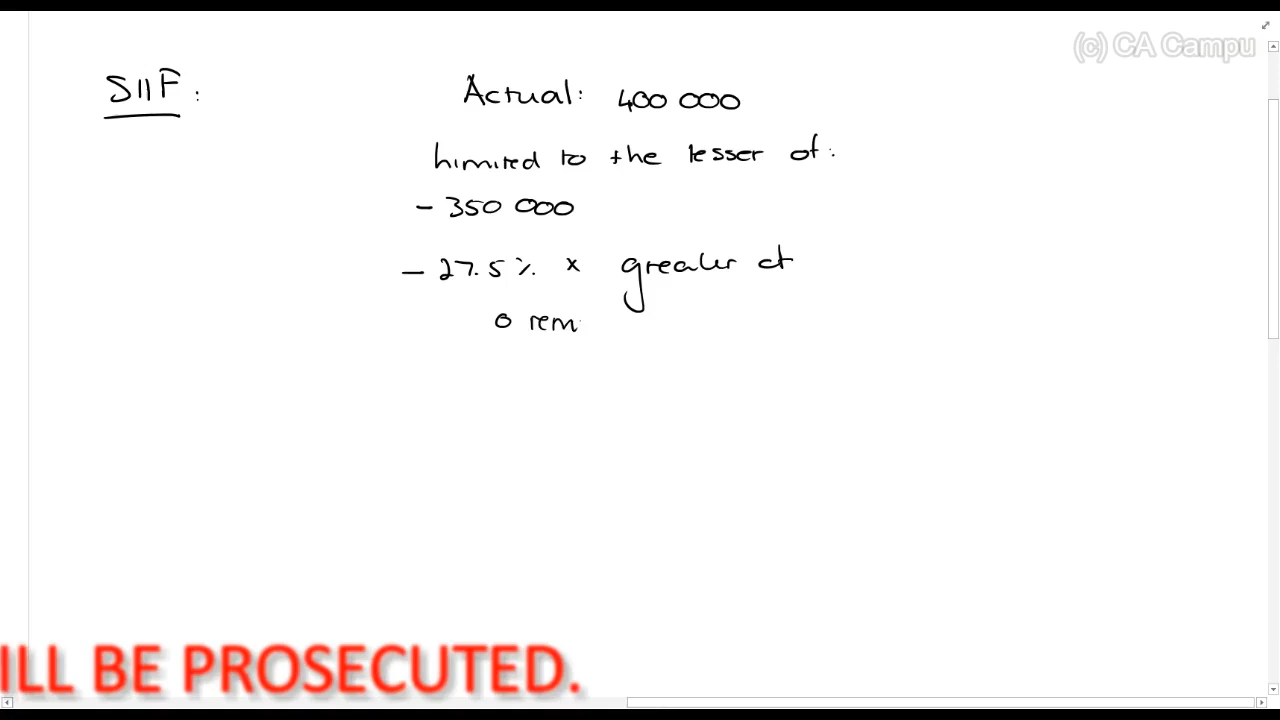 (c) CA Campu
S11F:
Actual: 400 000
Limited to the lesser of:
- 350 000
- 27.5% x greater of
o rem
ILL BE PROSECUTED.